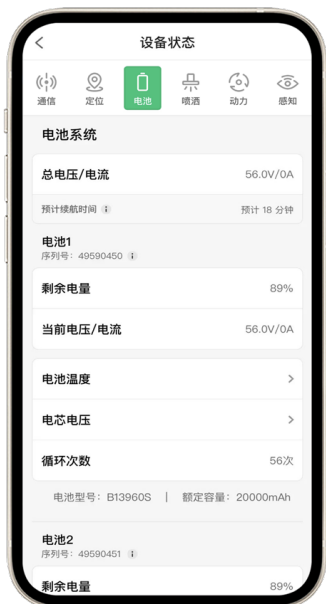 设备状态
通信 定位 电池 喷洒 动力 感知
电池系统
总电压/电流 56.0V/0A
预计续航时间 预计 18 分钟
电池1
序列号：49590450
剩余电量 89%
当前电压/电流 56.0V/0A
电池温度
电芯电压
循环次数 56次
电池型号：B13960S | 额定容量：20000mAh
电池2
序列号：49590451
剩余电量 89%